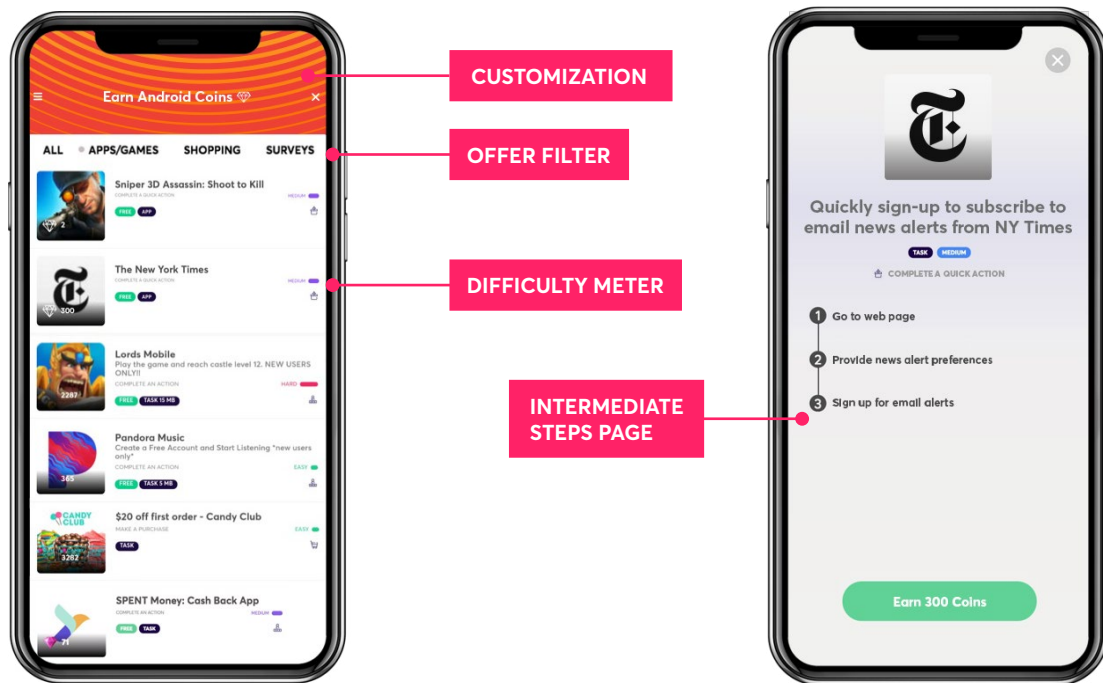 Earn Android Coins
ALL APPS/GAMES SHOPPING SURVEYS
Sniper 3D Assassin: Shoot to Kill
COMPLETE A QUICK ACTION
MEDIUM
FREE APP
2
The New York Times
COMPLETE A QUICK ACTION
MEDIUM
FREE APP
300
Lords Mobile
Play the game and reach castle level 12. NEW USERS
ONLY!!
COMPLETE AN ACTION
HARD
2287
FREE TASK 15 MB
Pandora Music
Create a Free Account and Start Listening *new users
only*
COMPLETE AN ACTION
EASY
365
FREE TASK 5 MB
CANDY
CLUB
$20 off first order - Candy Club
MAKE A PURCHASE
EASY
TASK
3282
SPENT Money: Cash Back App
COMPLETE AN ACTION
MEDIUM
FREE TASK
71
CUSTOMIZATION
OFFER FILTER
DIFFICULTY METER
INTERMEDIATE
STEPS PAGE
Quickly sign-up to subscribe to
email news alerts from NY Times
TASK MEDIUM
COMPLETE A QUICK ACTION
1 Go to web page
2 Provide news alert preferences
3 Sign up for email alerts
Earn 300 Coins